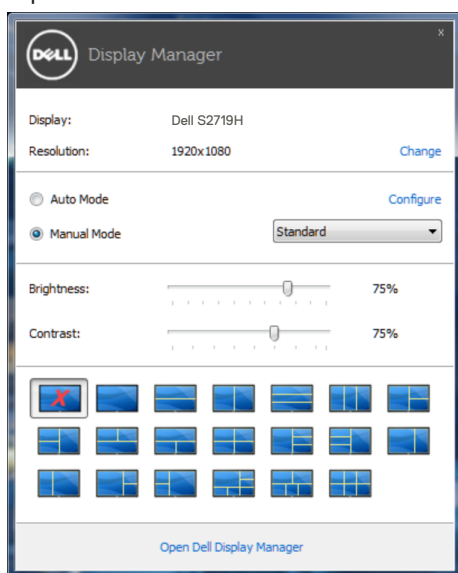 DELL Display Manager
x
Display: Dell S2719H
Resolution: 1920x1080 Change
Auto Mode Configure
Manual Mode Standard
Brightness: 75%
Contrast: 75%
Open Dell Display Manager